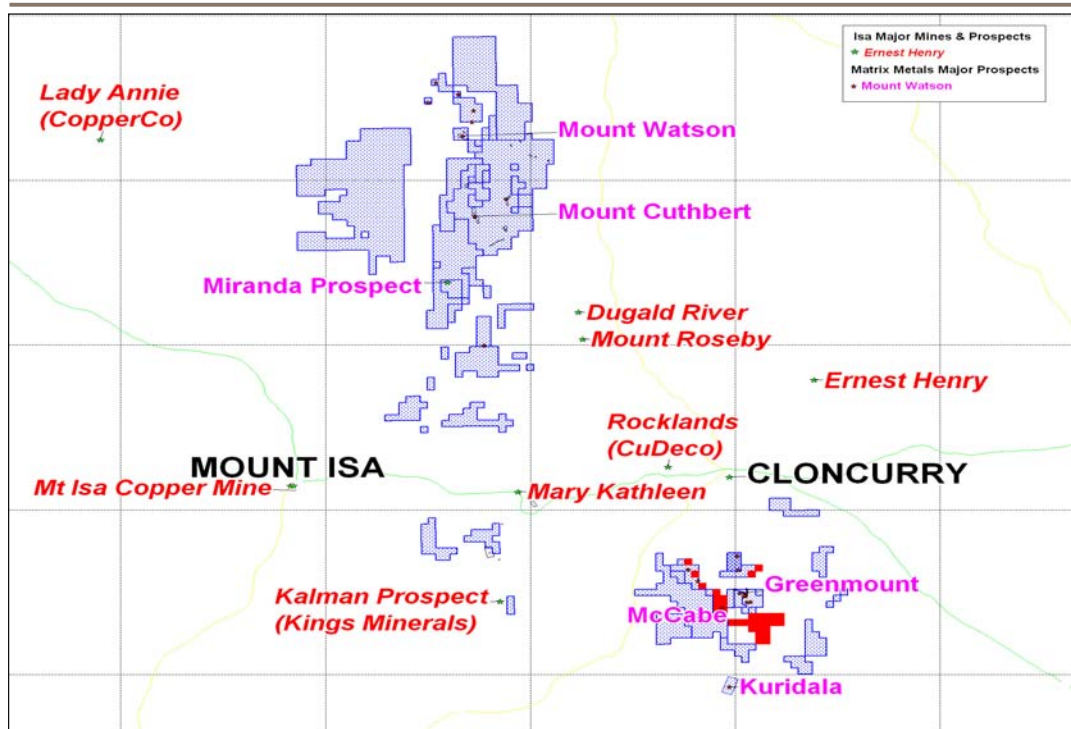 Isa Major Mines & Prospects
Ernest Henry
Matrix Metals Major Prospects
Mount Watson
Lady Annie
(CopperCo)
Mount Watson
Mount Cuthbert
Miranda Prospect
Dugald River
Mount Roseby
Ernest Henry
Rocklands
(CuDeco)
MOUNT ISA
CLONCURRY
Mt Isa Copper Mine
Mary Kathleen
Greenmount
Kalman Prospect
(Kings Minerals)
McCabe
Kuridala